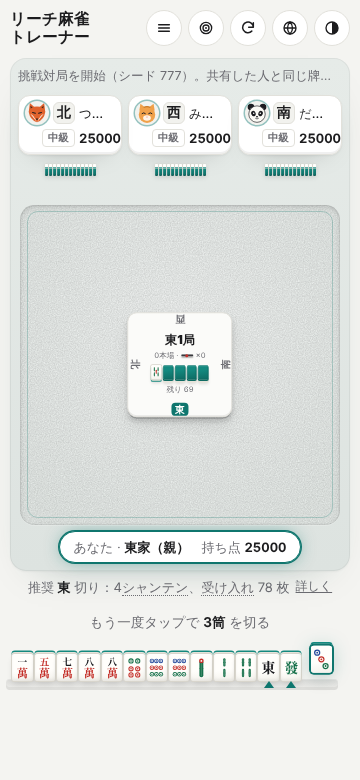 リーチ麻雀
トレーナー
挑戦対局を開始（シード 777）。共有した人と同じ牌…
北 つ…
中級 25000
西 み…
中級 25000
南 だ…
中級 25000
西
東1局
北
南
0本場 · ×0
残り 69
東
あなた · 東家（親） 持ち点 25000
推奨 東 切り：4シャンテン、受け入れ 78 枚 詳しく
もう一度タップで 3筒 を切る
一萬 五萬 七萬 八萬 八萬 東 發